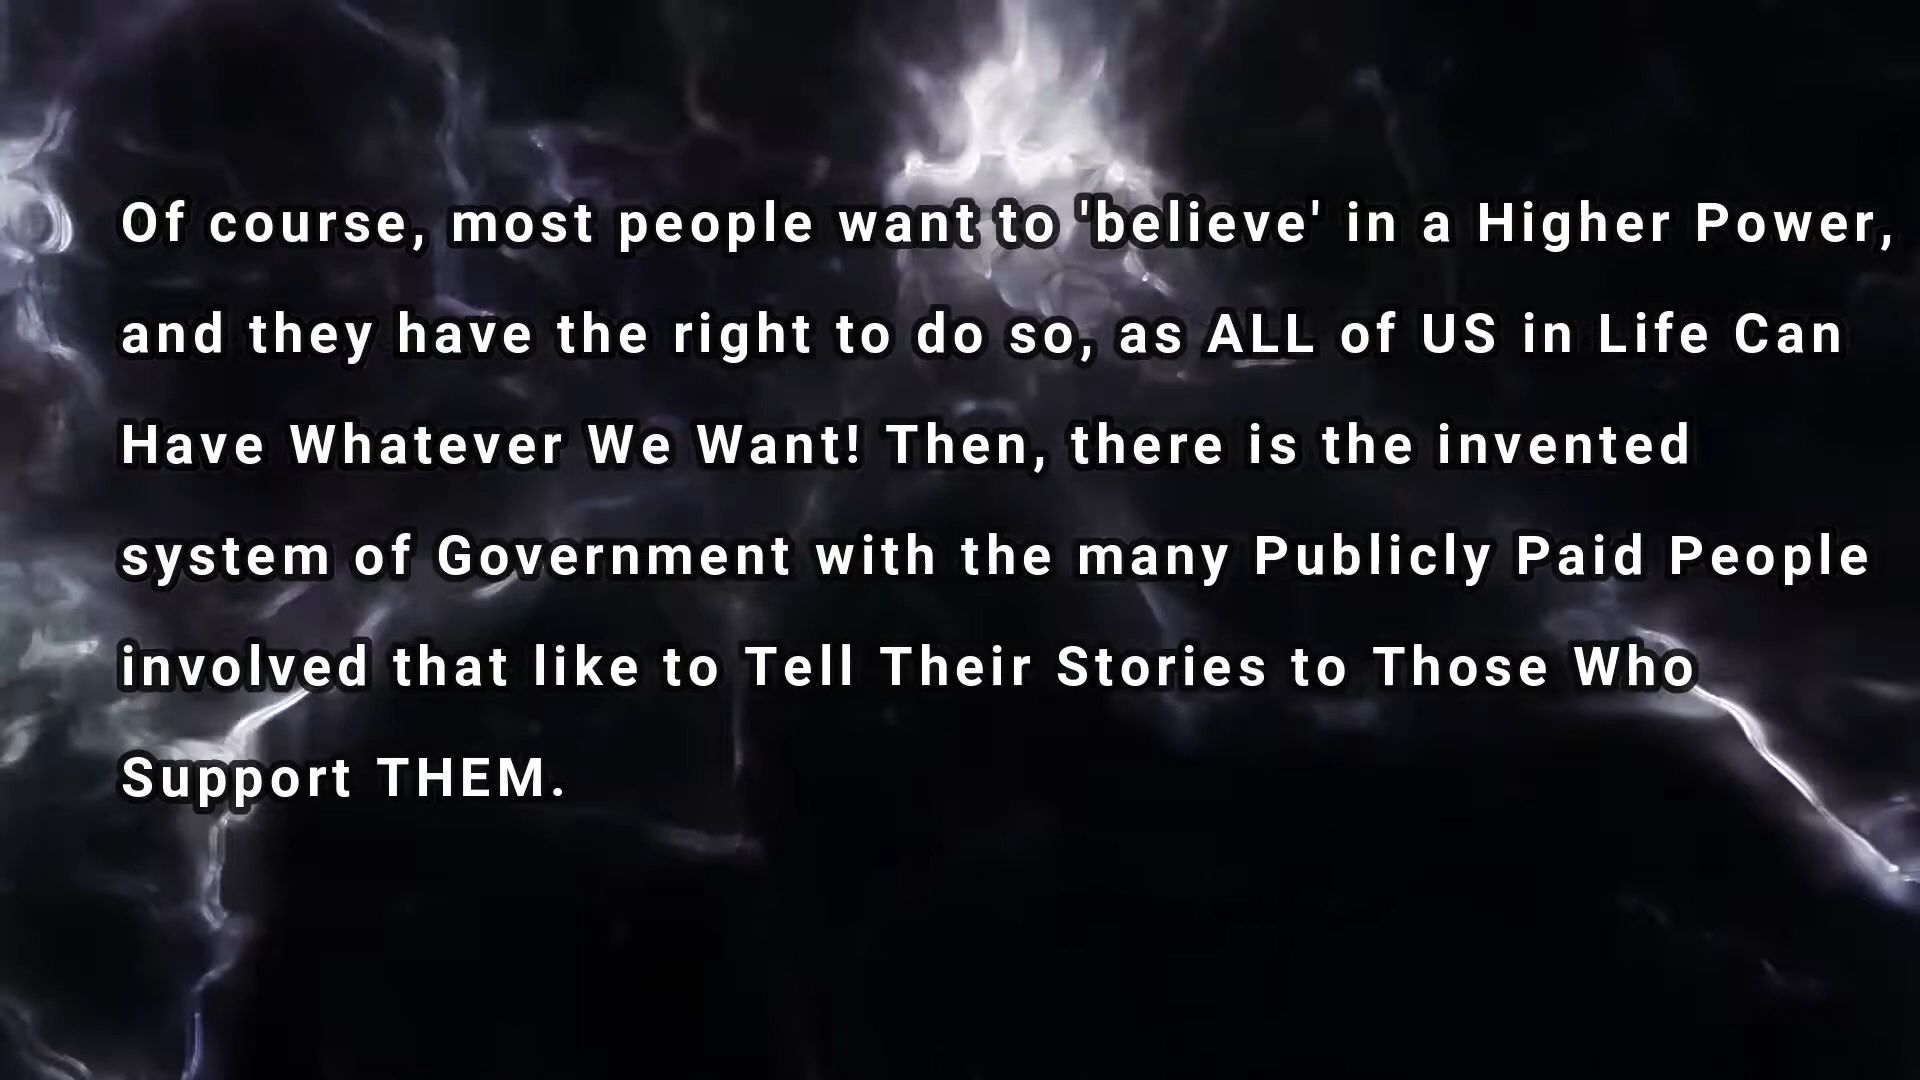 Of course, most people want to 'believe' in a Higher Power,
and they have the right to do so, as ALL of US in Life Can
Have Whatever We Want! Then, there is the invented
system of Government with the many Publicly Paid People
involved that like to Tell Their Stories to Those Who
Support THEM.